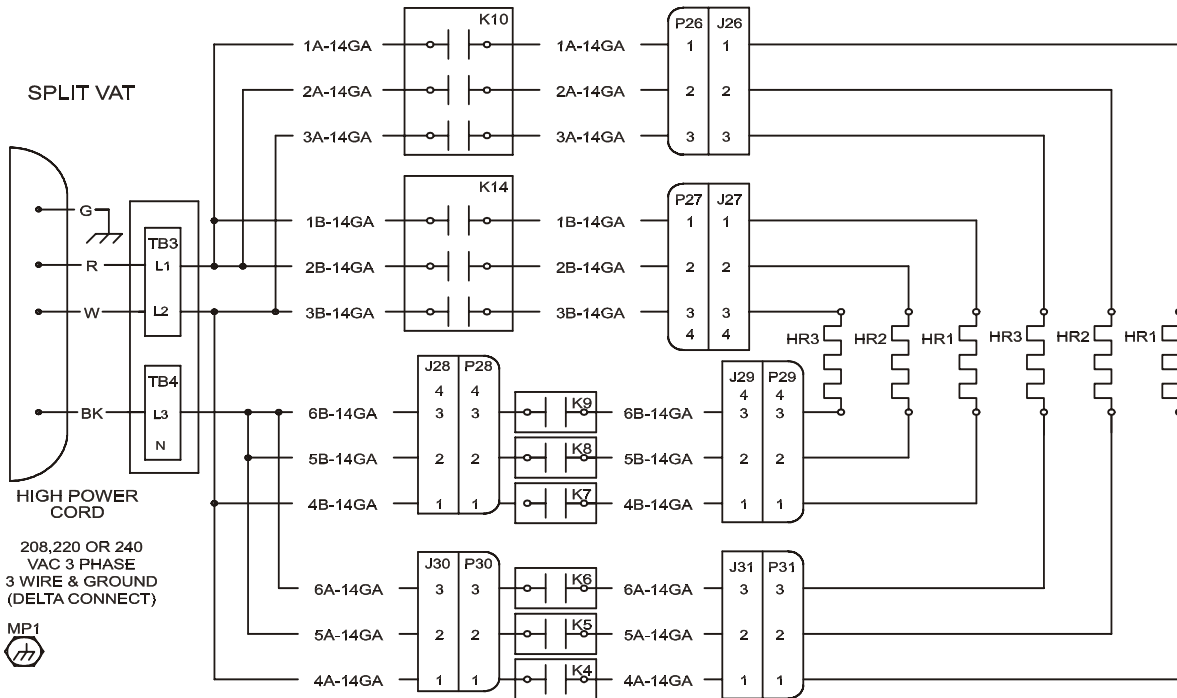 K10
P26 J26
1A-14GA 1A-14GA 1 1
SPLIT VAT
2A-14GA 2A-14GA 2 2
3A-14GA 3A-14GA 3 3
K14
P27 J27
G
1B-14GA 1B-14GA 1 1
TB3
R L1 2B-14GA 2B-14GA 2 2
W L2 3B-14GA 3B-14GA 3 3
4 4
HR3 HR2 HR1 HR3 HR2 HR1
J28 P28 J29 P29
TB4
4 4 K9 4 4
BK L3 6B-14GA 3 3 6B-14GA 3 3
N
K8
5B-14GA 2 2 5B-14GA 2 2
K7
4B-14GA 1 1 4B-14GA 1 1
HIGH POWER
CORD
208,220 OR 240
VAC 3 PHASE
3 WIRE & GROUND
(DELTA CONNECT)
J30 P30 J31 P31
K6
6A-14GA 3 3 6A-14GA 3 3
K5
5A-14GA 2 2 5A-14GA 2 2
MP1
K4
4A-14GA 1 1 4A-14GA 1 1